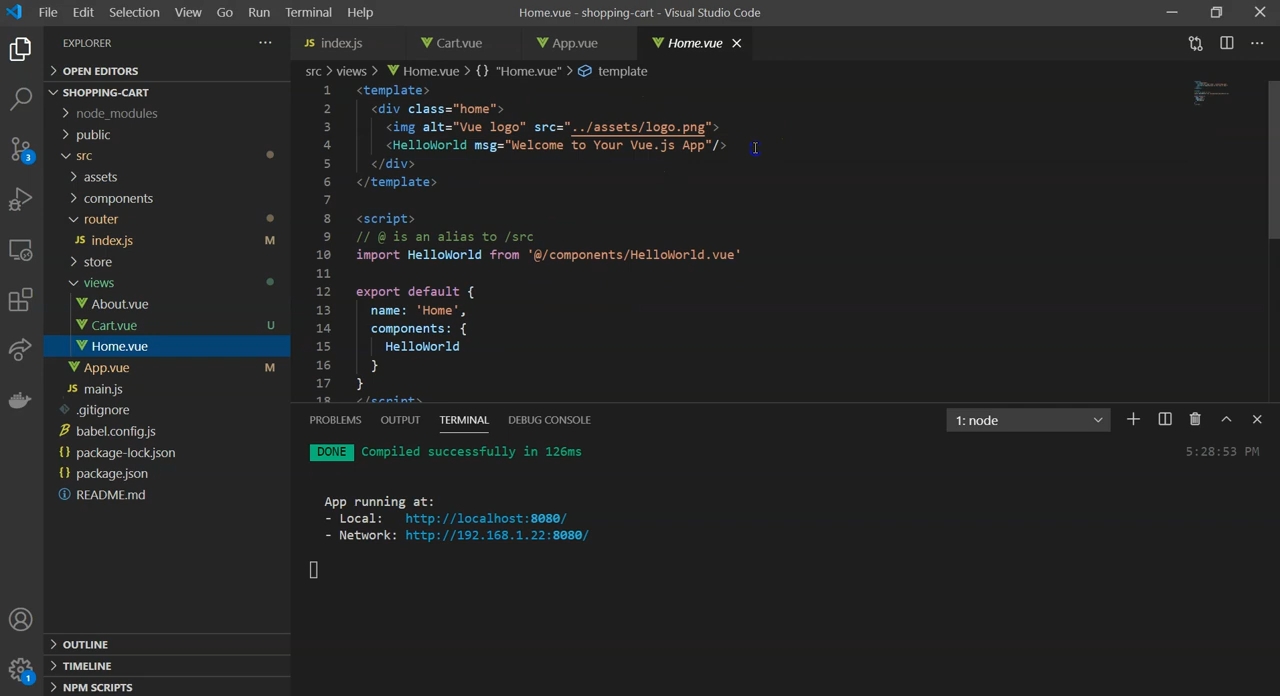 File Edit Selection View Go Run Terminal Help Home.vue - shopping-cart - Visual Studio Code
EXPLORER
JS index.js Cart.vue App.vue Home.vue
OPEN EDITORS
src > views > Home.vue > {} "Home.vue" > template
SHOPPING-CART
node_modules
public
src
assets
components
router
JS index.js M
store
views
About.vue
Cart.vue U
Home.vue
App.vue M
JS main.js
.gitignore
babel.config.js
{} package-lock.json
{} package.json
README.md
OUTLINE
TIMELINE
NPM SCRIPTS
3
1
1 <template>
2 <div class="home">
3 <img alt="Vue logo" src="../assets/logo.png">
4 <HelloWorld msg="Welcome to Your Vue.js App"/>
5 </div>
6 </template>
7
8 <script>
9 // @ is an alias to /src
10 import HelloWorld from '@/components/HelloWorld.vue'
11
12 export default {
13 name: 'Home',
14 components: {
15 HelloWorld
16 }
17 }
18 </script>
PROBLEMS OUTPUT TERMINAL DEBUG CONSOLE 1: node
DONE Compiled successfully in 126ms 5:28:53 PM
App running at:
- Local: http://localhost:8080/
- Network: http://192.168.1.22:8080/